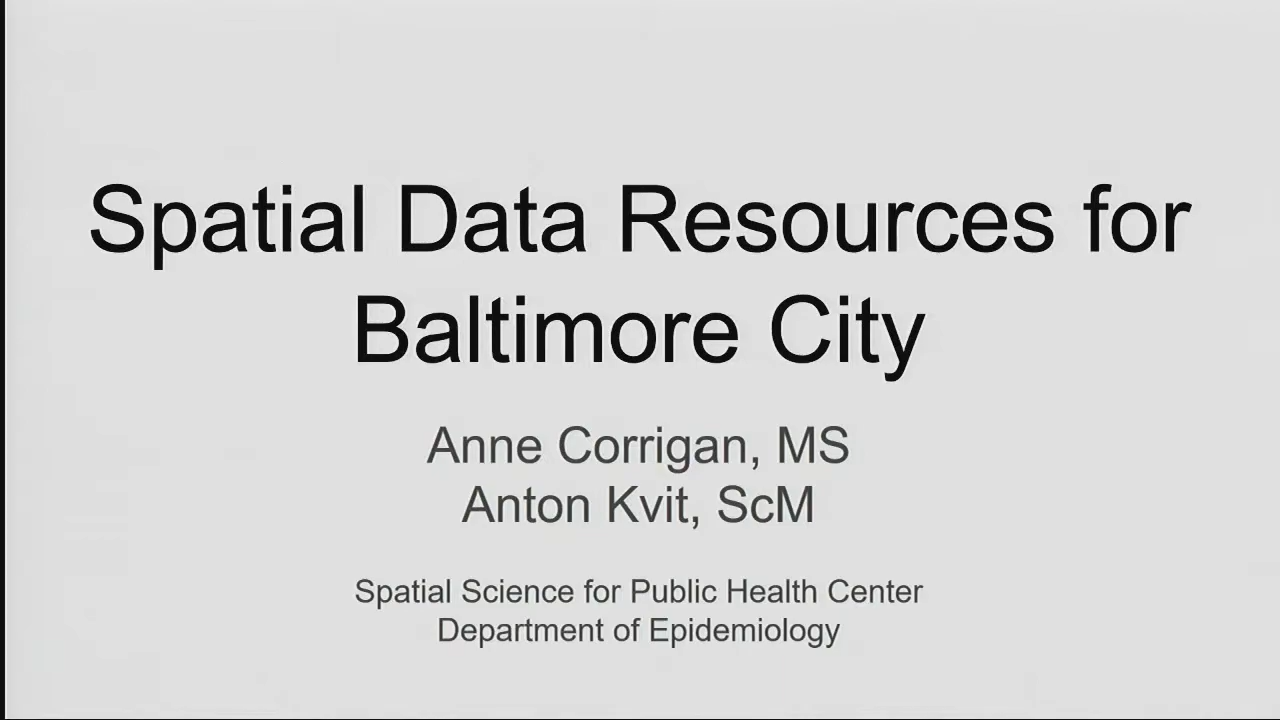 Spatial Data Resources for
Baltimore City
Anne Corrigan, MS
Anton Kvit, ScM
Spatial Science for Public Health Center
Department of Epidemiology